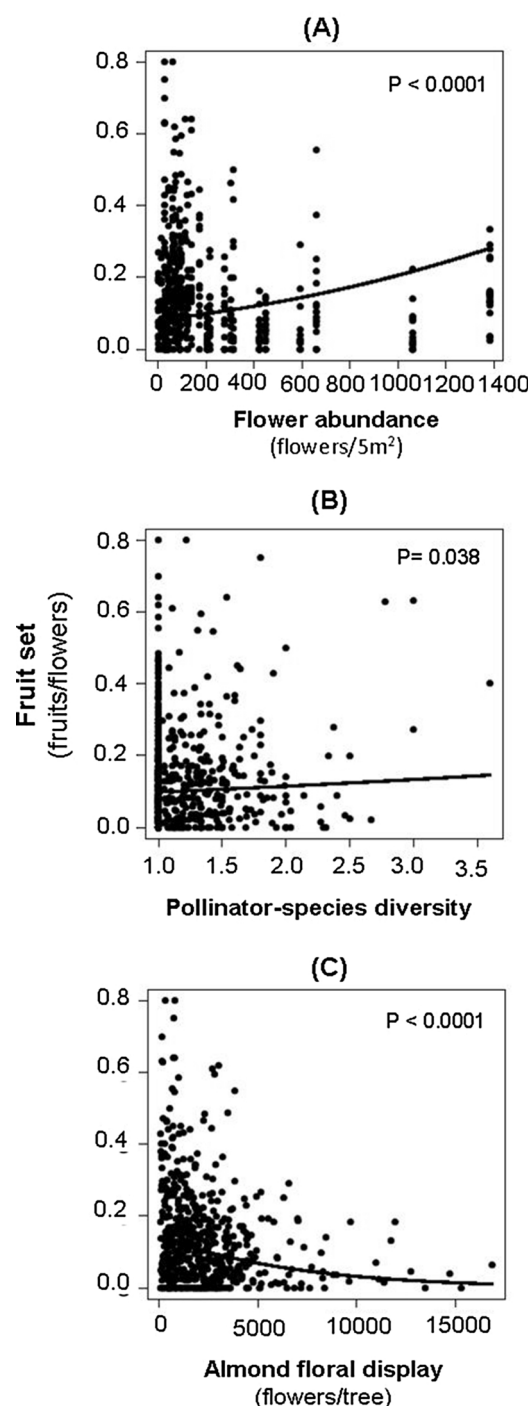 (A)
P < 0.0001
0.8
0.6
0.4
0.2
0.0
0 200 400 600 800 1000 1200 1400
Flower abundance
(flowers/5m²)
(B)
P= 0.038
0.8
0.6
0.4
0.2
0.0
Fruit set
(fruits/flowers)
1.0 1.5 2.0 2.5 3.0 3.5
Pollinator-species diversity
(C)
P < 0.0001
0.8
0.6
0.4
0.2
0.0
0 5000 10000 15000
Almond floral display
(flowers/tree)